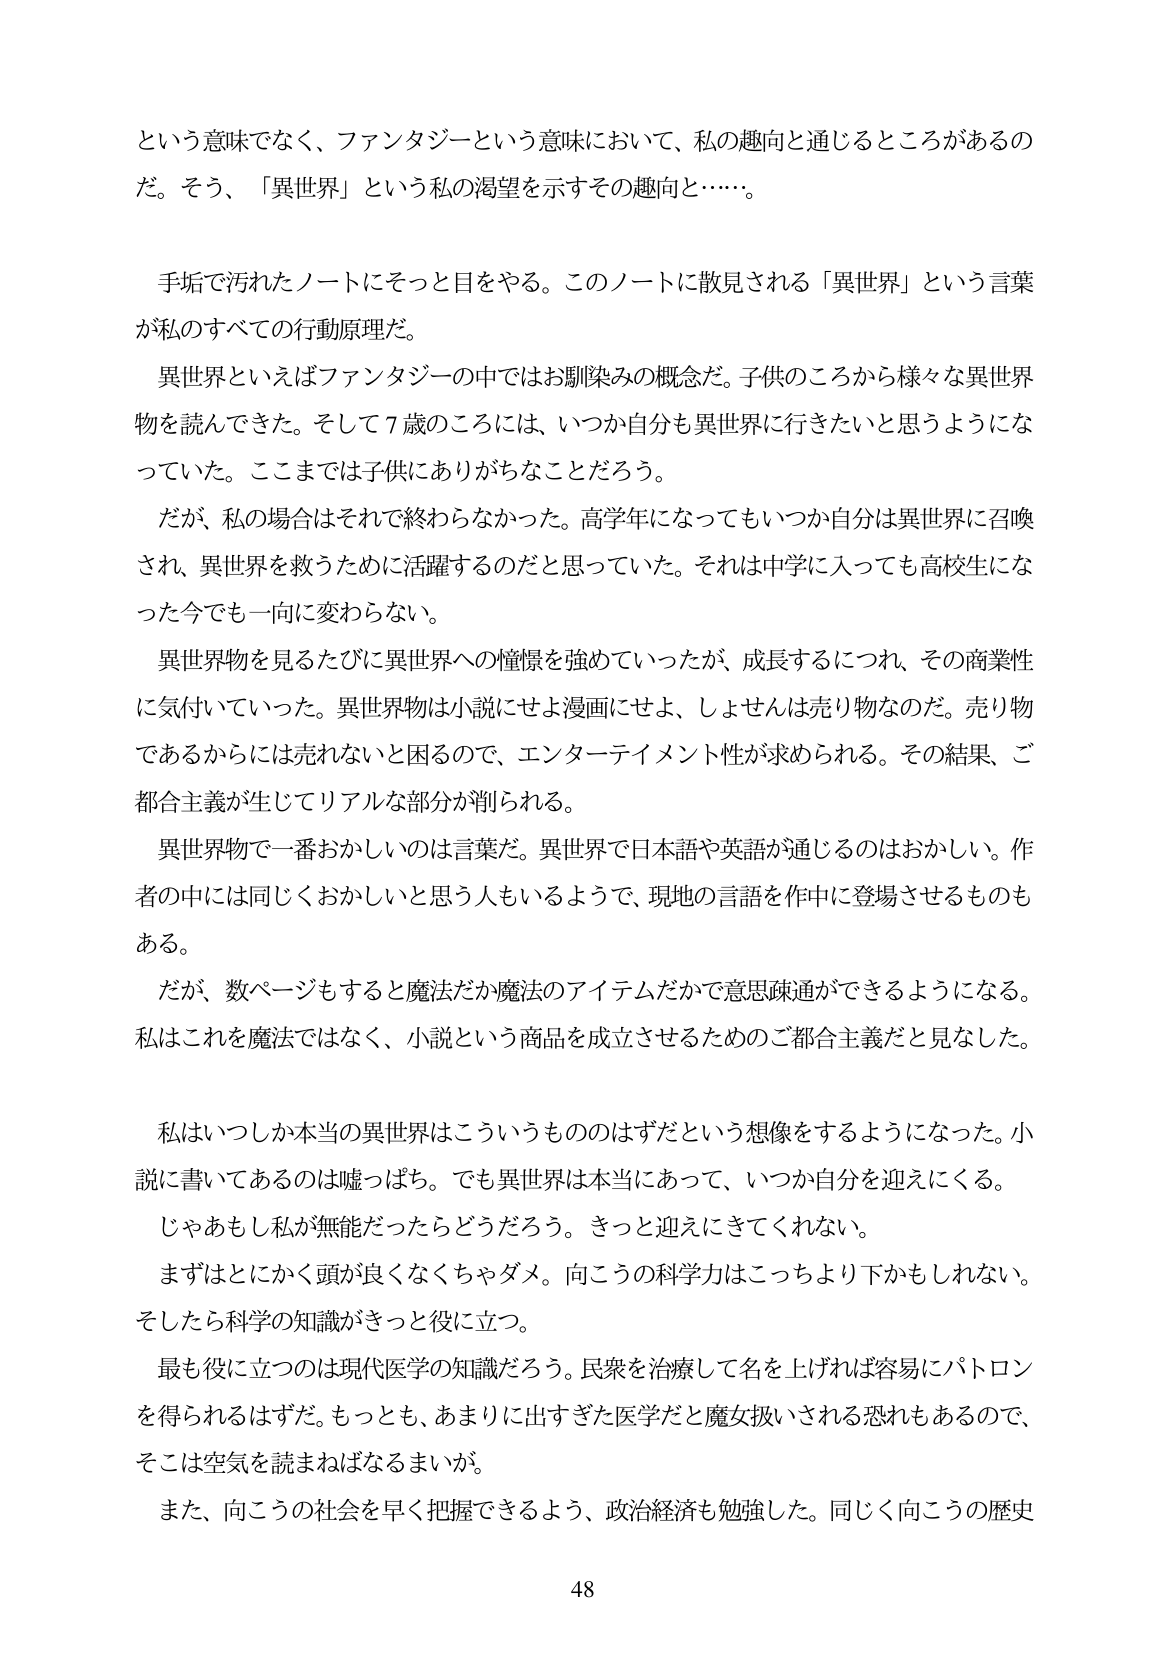 という意味でなく、ファンタジーという意味において、私の趣向と通じるところがあるの
だ。そう、「異世界」という私の渇望を示すその趣向と……。
手垢で汚れたノートにそっと目をやる。このノートに散見される「異世界」という言葉
が私のすべての行動原理だ。
異世界といえばファンタジーの中ではお馴染みの概念だ。子供のころから様々な異世界
物を読んできた。そして７歳のころには、いつか自分も異世界に行きたいと思うようにな
っていた。ここまでは子供にありがちなことだろう。
だが、私の場合はそれで終わらなかった。高学年になってもいつか自分は異世界に召喚
され、異世界を救うために活躍するのだと思っていた。それは中学に入っても高校生にな
った今でも一向に変わらない。
異世界物を見るたびに異世界への憧憬を強めていったが、成長するにつれ、その商業性
に気付いていった。異世界物は小説にせよ漫画にせよ、しょせんは売り物なのだ。売り物
であるからには売れないと困るので、エンターテイメント性が求められる。その結果、ご
都合主義が生じてリアルな部分が削られる。
異世界物で一番おかしいのは言葉だ。異世界で日本語や英語が通じるのはおかしい。作
者の中には同じくおかしいと思う人もいるようで、現地の言語を作中に登場させるものも
ある。
だが、数ページもすると魔法だか魔法のアイテムだかで意思疎通ができるようになる。
私はこれを魔法ではなく、小説という商品を成立させるためのご都合主義だと見なした。
私はいつしか本当の異世界はこういうもののはずだという想像をするようになった。小
説に書いてあるのは嘘っぱち。でも異世界は本当にあって、いつか自分を迎えにくる。
じゃあもし私が無能だったらどうだろう。きっと迎えにきてくれない。
まずはとにかく頭が良くなくちゃダメ。向こうの科学力はこっちより下かもしれない。
そしたら科学の知識がきっと役に立つ。
最も役に立つのは現代医学の知識だろう。民衆を治療して名を上げれば容易にパトロン
を得られるはずだ。もっとも、あまりに出すぎた医学だと魔女扱いされる恐れもあるので、
そこは空気を読まねばなるまいが。
また、向こうの社会を早く把握できるよう、政治経済も勉強した。同じく向こうの歴史
48